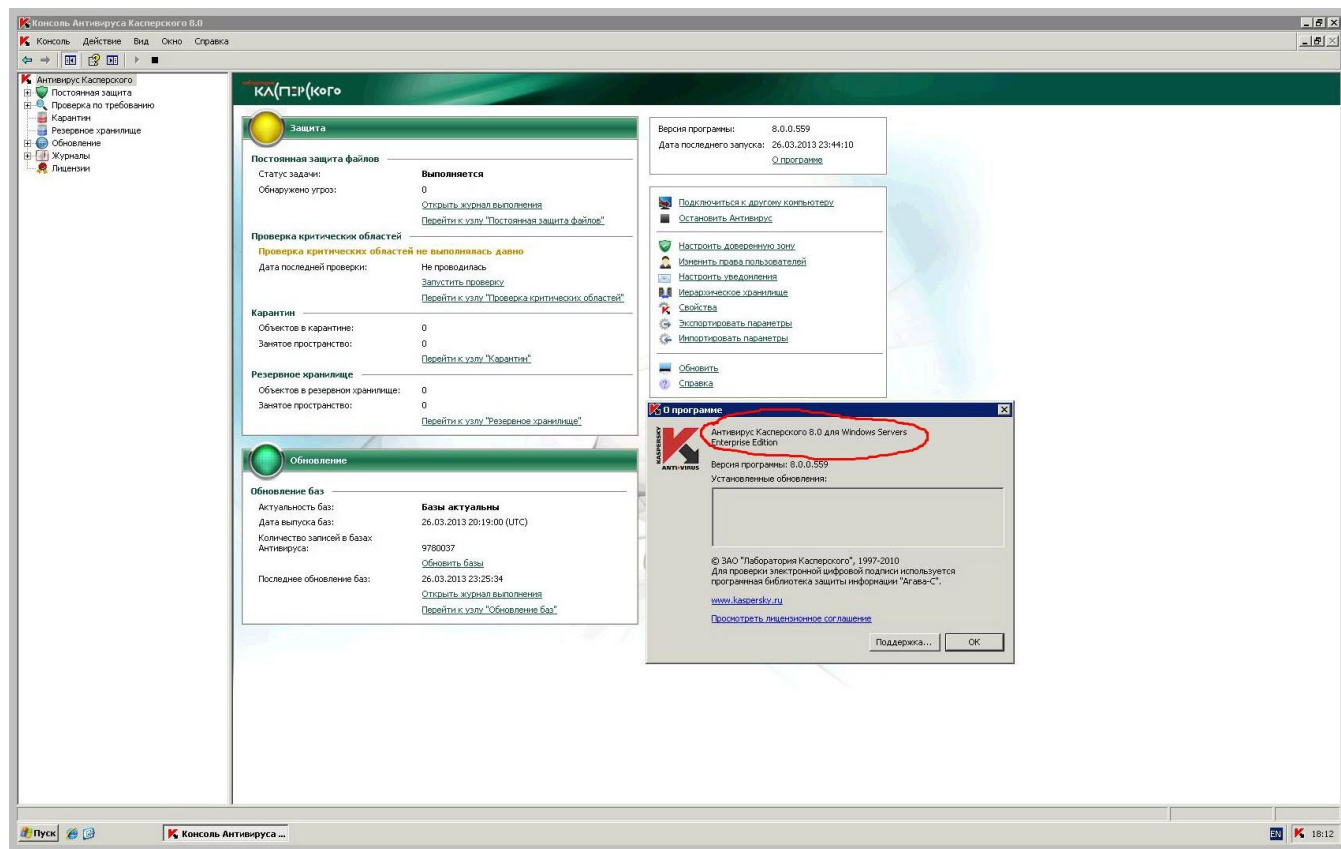 Консоль Антивируса Касперского 8.0
Консоль Действие Вид Окно Справка
Антивирус Касперского
Постоянная защита
Проверка по требованию
Карантин
Резервное хранилище
Обновление
Журналы
Лицензии
Защита
Постоянная защита файлов
Статус задачи: Выполняется
Обнаружено угроз: 0
Открыть журнал выполнения
Перейти к узлу "Постоянная защита файлов"
Проверка критических областей
Проверка критических областей не выполнялась давно
Дата последней проверки: Не проводилась
Запустить проверку
Перейти к узлу "Проверка критических областей"
Карантин
Объектов в карантине: 0
Занятое пространство: 0
Перейти к узлу "Карантин"
Резервное хранилище
Объектов в резервном хранилище: 0
Занятое пространство: 0
Перейти к узлу "Резервное хранилище"
Обновление
Обновление баз
Актуальность баз: Базы актуальны
Дата выпуска баз: 26.03.2013 20:19:00 (UTC)
Количество записей в базах
Антивируса: 9780037
Обновить базы
Последнее обновление баз: 26.03.2013 23:25:34
Открыть журнал выполнения
Перейти к узлу "Обновление баз"
Версия программы: 8.0.0.559
Дата последнего запуска: 26.03.2013 23:44:10
О программе
Подключиться к другому компьютеру
Остановить Антивирус
Настроить доверенную зону
Изменить права пользователей
Настроить уведомления
Иерархическое хранилище
Свойства
Экспортировать параметры
Импортировать параметры
Обновить
Справка
О программе
KASPERSKY
ANTI-VIRUS
Антивирус Касперского 8.0 для Windows Servers
Enterprise Edition
Версия программы: 8.0.0.559
Установленные обновления:
© ЗАО "Лаборатория Касперского", 1997-2010
Для проверки электронной цифровой подписи используется
программная библиотека защиты информации "Агава-С".
www.kaspersky.ru
Просмотреть лицензионное соглашение
Поддержка... OK
Пуск
Консоль Антивируса ...
EN 18:12